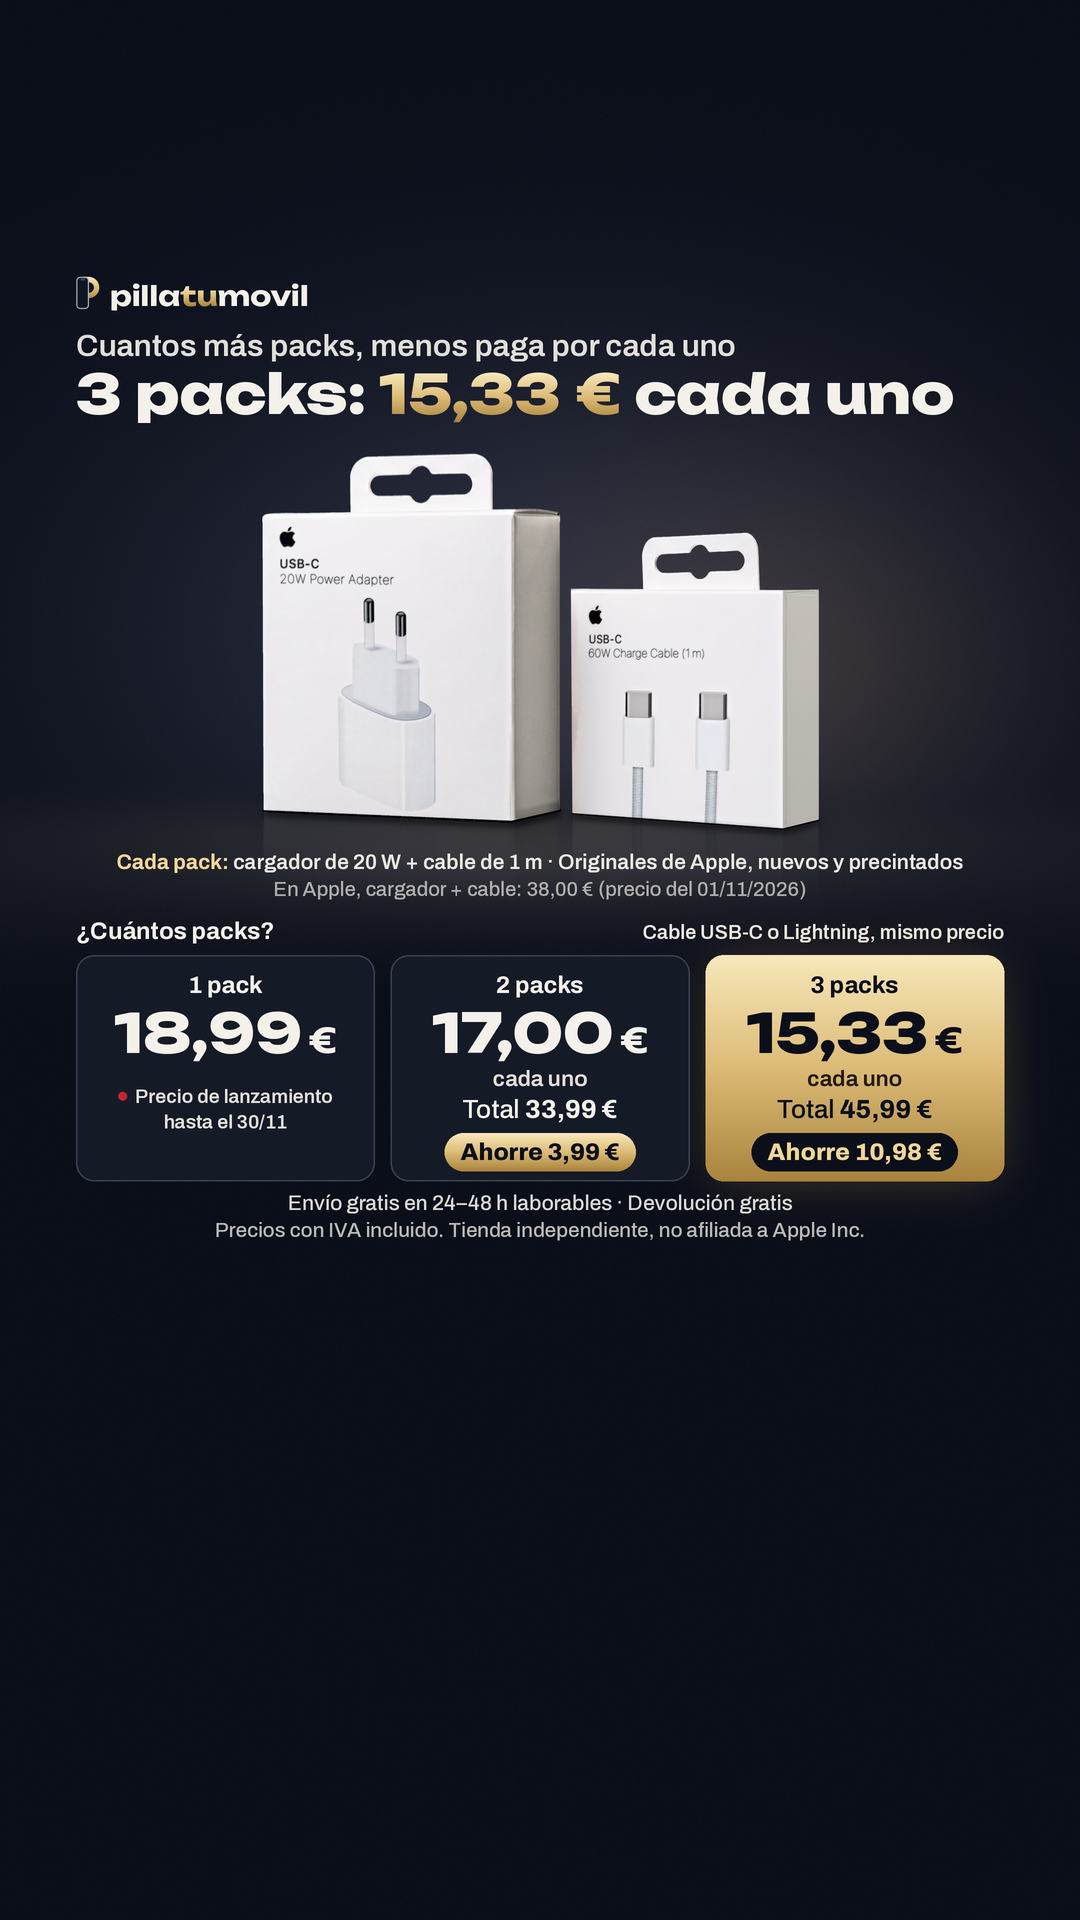 pillatumovil
Cuantos más packs, menos paga por cada uno
3 packs: 15,33 € cada uno
USB-C
20W Power Adapter
USB-C
60W Charge Cable (1 m)
Cada pack: cargador de 20 W + cable de 1 m · Originales de Apple, nuevos y precintados
En Apple, cargador + cable: 38,00 € (precio del 01/11/2026)
¿Cuántos packs?
Cable USB-C o Lightning, mismo precio
1 pack
18,99 €
Precio de lanzamiento
hasta el 30/11
2 packs
17,00 €
cada uno
Total 33,99 €
Ahorre 3,99 €
3 packs
15,33 €
cada uno
Total 45,99 €
Ahorre 10,98 €
Envío gratis en 24–48 h laborables · Devolución gratis
Precios con IVA incluido. Tienda independiente, no afiliada a Apple Inc.